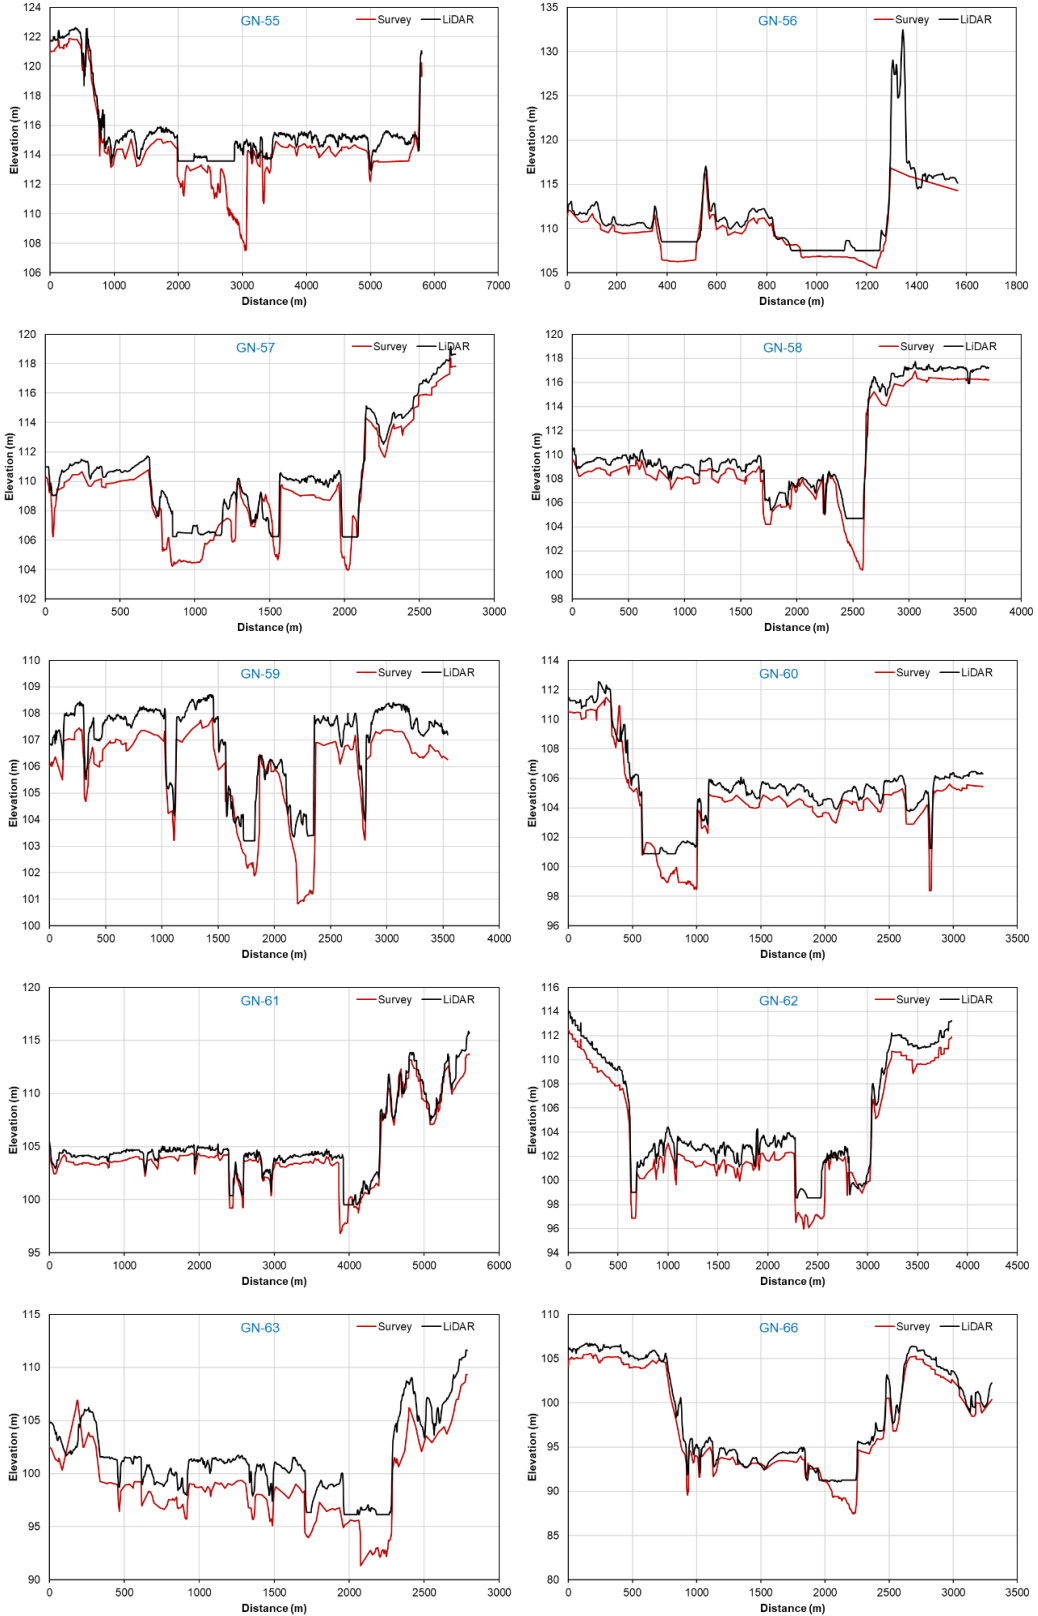 GN-55
Survey
LiDAR
Elevation (m)
124
122
120
118
116
114
112
110
108
106
0 1000 2000 3000 4000 5000 6000 7000
Distance (m)
GN-56
Survey
LiDAR
Elevation (m)
135
130
125
120
115
110
105
0 200 400 600 800 1000 1200 1400 1600 1800
Distance (m)
GN-57
Survey
LiDAR
Elevation (m)
120
118
116
114
112
110
108
106
104
102
0 500 1000 1500 2000 2500 3000
Distance (m)
GN-58
Survey
LiDAR
Elevation (m)
120
118
116
114
112
110
108
106
104
102
100
98
0 500 1000 1500 2000 2500 3000 3500 4000
Distance (m)
GN-59
Survey
LiDAR
Elevation (m)
110
109
108
107
106
105
104
103
102
101
100
0 500 1000 1500 2000 2500 3000 3500 4000
Distance (m)
GN-60
Survey
LiDAR
Elevation (m)
114
112
110
108
106
104
102
100
98
96
0 500 1000 1500 2000 2500 3000 3500
Distance (m)
GN-61
Survey
LiDAR
Elevation (m)
120
115
110
105
100
95
0 1000 2000 3000 4000 5000 6000
Distance (m)
GN-62
Survey
LiDAR
Elevation (m)
116
114
112
110
108
106
104
102
100
98
96
94
0 500 1000 1500 2000 2500 3000 3500 4000 4500
Distance (m)
GN-63
Survey
LiDAR
Elevation (m)
115
110
105
100
95
90
0 500 1000 1500 2000 2500 3000
Distance (m)
GN-66
Survey
LiDAR
Elevation (m)
110
105
100
95
90
85
80
0 500 1000 1500 2000 2500 3000 3500
Distance (m)